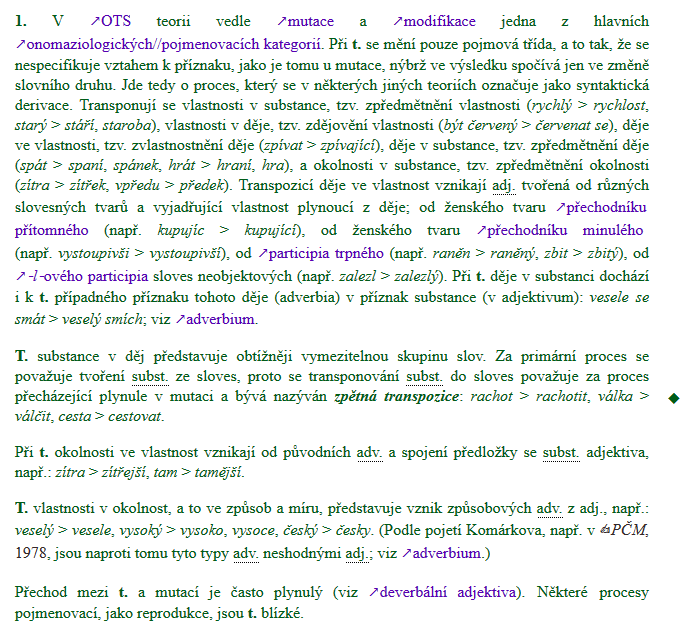 1. V ↗OTS teorii vedle ↗mutace a ↗modifikace jedna z hlavních
↗onomaziologických//pojmenovacích kategorií. Při t. se mění pouze pojmová třída, a to tak, že se
nespecifikuje vztahem k příznaku, jako je tomu u mutace, nýbrž ve výsledku spočívá jen ve změně
slovního druhu. Jde tedy o proces, který se v některých jiných teoriích označuje jako syntaktická
derivace. Transponují se vlastnosti v substance, tzv. zpředmětnění vlastnosti (rychlý > rychlost,
starý > stáří, staroba), vlastnosti v děje, tzv. zdějování vlastnosti (být červený > červenat se), děje
ve vlastnosti, tzv. zvlastnostnění děje (zpívat > zpívající), děje v substance, tzv. zpředmětnění děje
(spát > spaní, spánek, hrát > hraní, hra), a okolnosti v substance, tzv. zpředmětnění okolnosti
(zítra > zítřek, vpředu > předek). Transpozicí děje ve vlastnost vznikají adj. tvořená od různých
slovesných tvarů a vyjadřující vlastnost plynoucí z děje; od ženského tvaru ↗přechodníku
přítomného (např. kupujíc > kupující), od ženského tvaru ↗přechodníku minulého
(např. vystoupivši > vystoupivší), od ↗participia trpného (např. raněn > raněný, zbit > zbitý), od
↗-l-ového participia sloves neobjektových (např. zalezl > zalezlý). Při t. děje v substanci dochází
i k t. případného příznaku tohoto děje (adverbia) v příznak substance (v adjektivum): vesele se
smát > veselý smích; viz ↗adverbium.
T. substance v děj představuje obtížněji vymezitelnou skupinu slov. Za primární proces se
považuje tvoření subst. ze sloves, proto se transponování subst. do sloves považuje za proces
přecházející plynule v mutaci a bývá nazýván zpětná transpozice: rachot > rachotit, válka >
válčit, cesta > cestovat.
◆
Při t. okolnosti ve vlastnost vznikají od původních adv. a spojení předložky se subst. adjektiva,
např.: zítra > zítřejší, tam > tamější.
T. vlastnosti v okolnost, a to ve způsob a míru, představuje vznik způsobových adv. z adj., např.:
veselý > vesele, vysoký > vysoko, vysoce, český > česky. (Podle pojetí Komárkova, např. v ✍PČM,
1978, jsou naproti tomu tyto typy adv. neshodnými adj.; viz ↗adverbium.)
Přechod mezi t. a mutací je často plynulý (viz ↗deverbální adjektiva). Některé procesy
pojmenovací, jako reprodukce, jsou t. blízké.